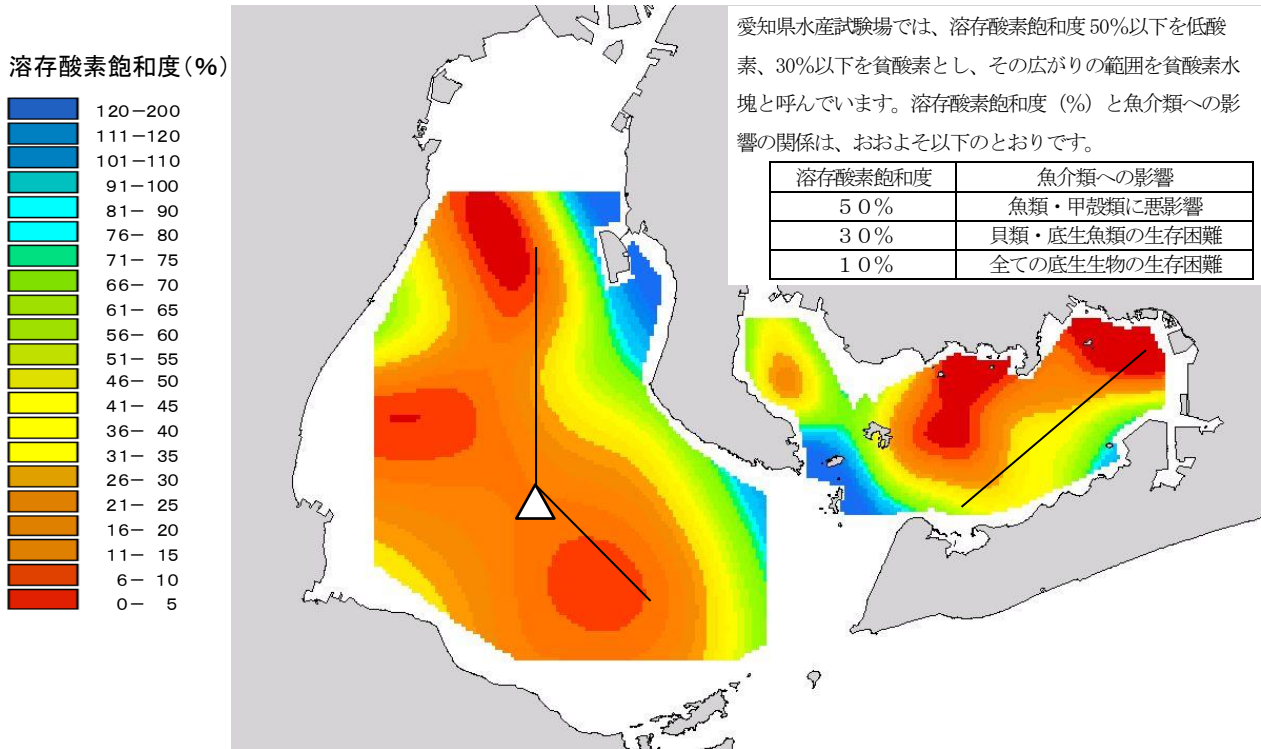 溶存酸素飽和度(%)
120-200
111-120
101-110
91-100
81- 90
76- 80
71- 75
66- 70
61- 65
56- 60
51- 55
46- 50
41- 45
36- 40
31- 35
26- 30
21- 25
16- 20
11- 15
6- 10
0- 5
愛知県水産試験場では、溶存酸素飽和度 50%以下を低酸
素、30%以下を貧酸素とし、その広がりの範囲を貧酸素水
塊と呼んでいます。溶存酸素飽和度（%）と魚介類への影
響の関係は、おおよそ以下のとおりです。
溶存酸素飽和度 魚介類への影響
５０% 魚類・甲殻類に悪影響
３０% 貝類・底生魚類の生存困難
１０% 全ての底生生物の生存困難